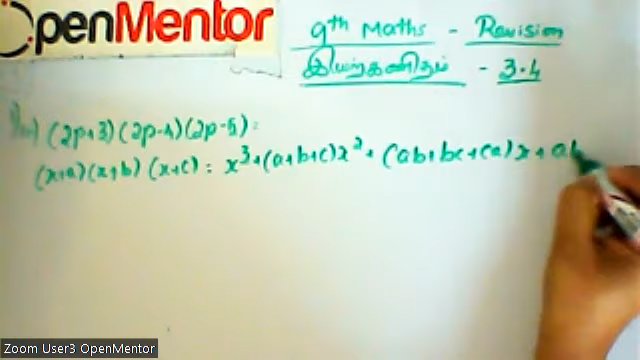 OpenMentor
9th Maths - Revision
இயற்கணிதம் - 3.4
(2p+3)(2p-4)(2p-5) =
(x+a)(x+b)(x+c) = x³+(a+b+c)x² + (ab+bc+ca)x + ab
Zoom User3 OpenMentor